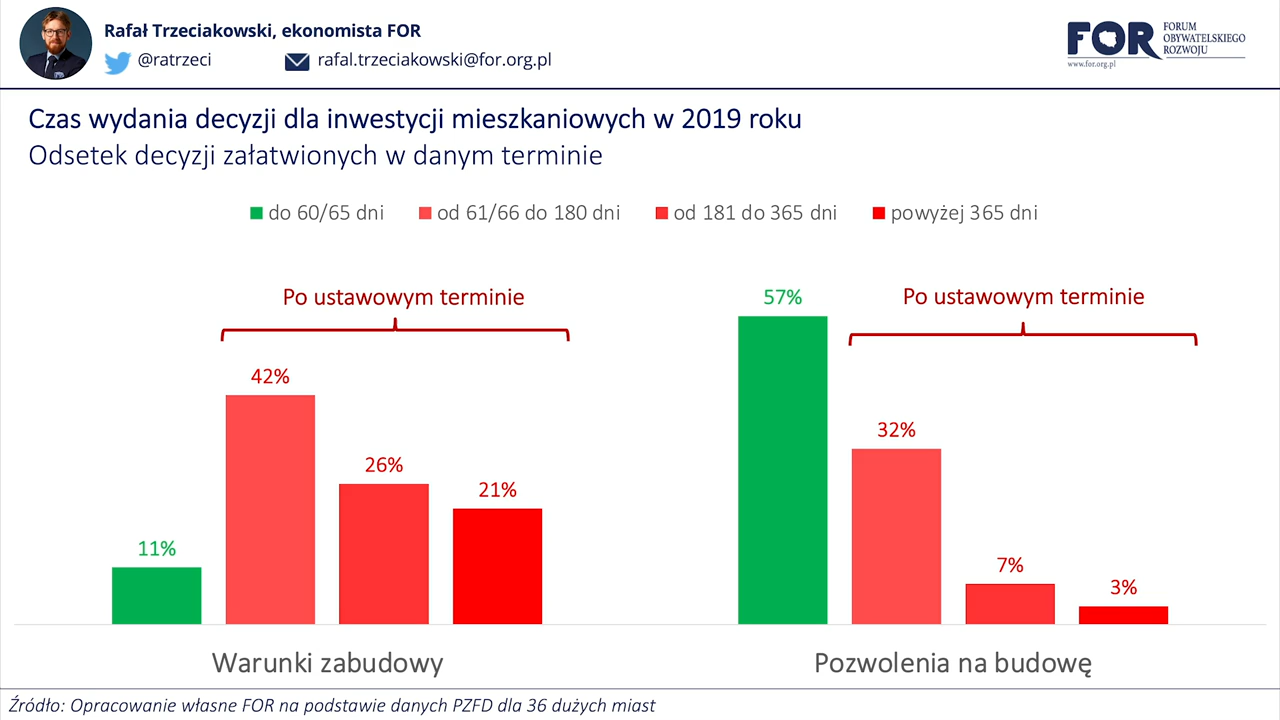 Rafał Trzeciakowski, ekonomista FOR
@ratrzeci
rafal.trzeciakowski@for.org.pl
FOR
FORUM
OBYWATELSKIEGO
ROZWOJU
www.for.org.pl
Czas wydania decyzji dla inwestycji mieszkaniowych w 2019 roku
Odsetek decyzji załatwionych w danym terminie
do 60/65 dni
od 61/66 do 180 dni
od 181 do 365 dni
powyżej 365 dni
Po ustawowym terminie
11%
42%
26%
21%
Po ustawowym terminie
57%
32%
7%
3%
Warunki zabudowy
Pozwolenia na budowę
Źródło: Opracowanie własne FOR na podstawie danych PZFD dla 36 dużych miast